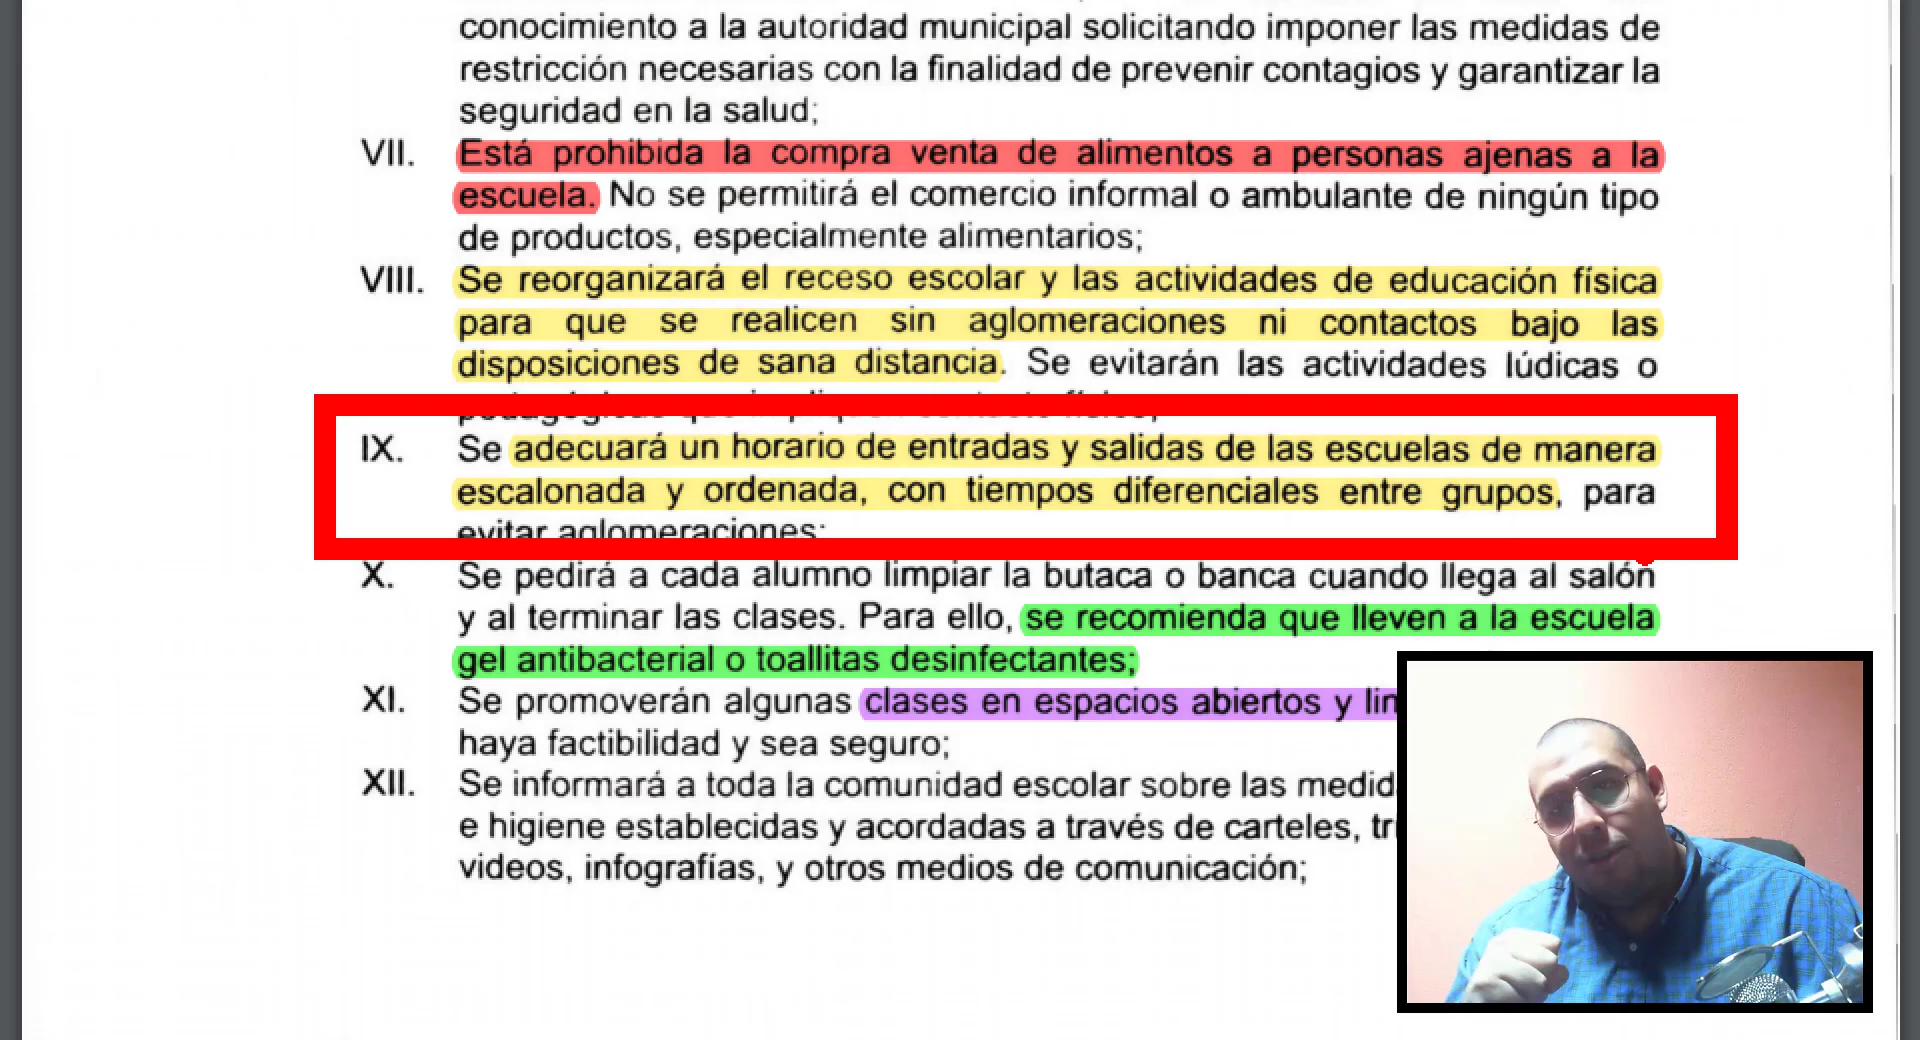 conocimiento a la autoridad municipal solicitando imponer las medidas de
restricción necesarias con la finalidad de prevenir contagios y garantizar la
seguridad en la salud;
VII. Está prohibida la compra venta de alimentos a personas ajenas a la
escuela. No se permitirá el comercio informal o ambulante de ningún tipo
de productos, especialmente alimentarios;
VIII. Se reorganizará el receso escolar y las actividades de educación física
para que se realicen sin aglomeraciones ni contactos bajo las
disposiciones de sana distancia. Se evitarán las actividades lúdicas o
IX. Se adecuará un horario de entradas y salidas de las escuelas de manera
escalonada y ordenada, con tiempos diferenciales entre grupos, para
evitar aglomeraciones;
X. Se pedirá a cada alumno limpiar la butaca o banca cuando llega al salón
y al terminar las clases. Para ello, se recomienda que lleven a la escuela
gel antibacterial o toallitas desinfectantes;
XI. Se promoverán algunas clases en espacios abiertos y
haya factibilidad y sea seguro;
XII. Se informará a toda la comunidad escolar sobre las
e higiene establecidas y acordadas a través de carteles,
videos, infografías, y otros medios de comunicación;